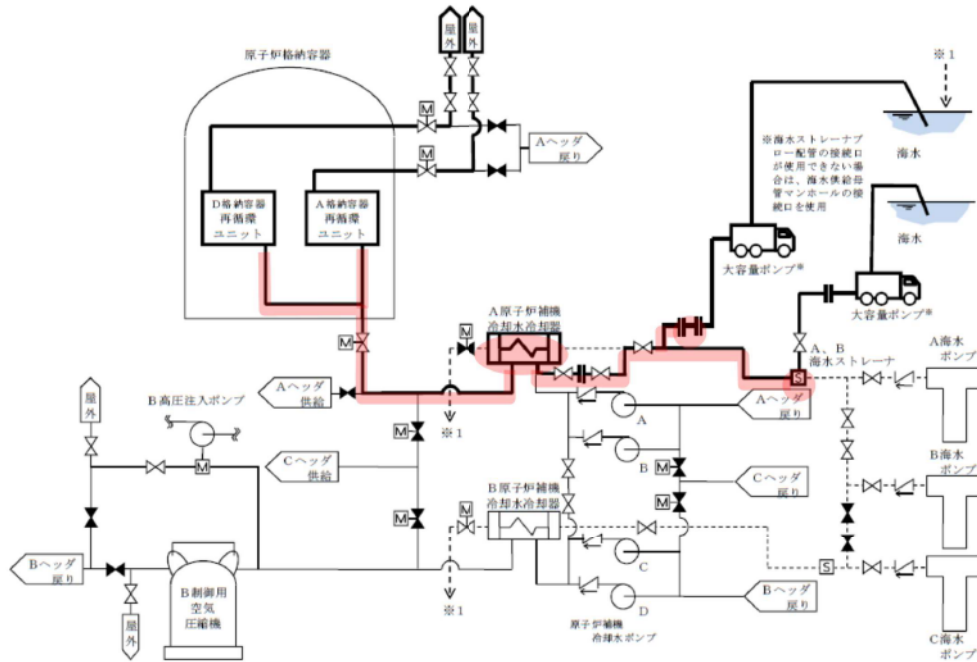 屋外
屋外
原子炉格納容器
※1
M
M
Aヘッダ
戻り
海水
※海水ストレーナブ
ロー配管の接続口
が使用できない場
合は、海水供給母
管マンホールの接
続口を使用
D格納容器
再循環
ユニット
A格納容器
再循環
ユニット
海水
大容量ポンプ※
大容量ポンプ※
A原子炉補機
冷却水冷却器
M
M
A、B
海水ストレーナ
A海水
ポンプ
S
Aヘッダ
供給
※1
A
Aヘッダ
戻り
屋外
B高圧注入ポンプ
M
M
B
M
Cヘッダ
供給
Cヘッダ
戻り
B海水
ポンプ
B原子炉補機
冷却水冷却器
M
M
M
Bヘッダ
戻り
C
S
B制御用
空気
圧縮機
屋外
※1
D
Bヘッダ
戻り
原子炉補機
冷却水ポンプ
C海水
ポンプ